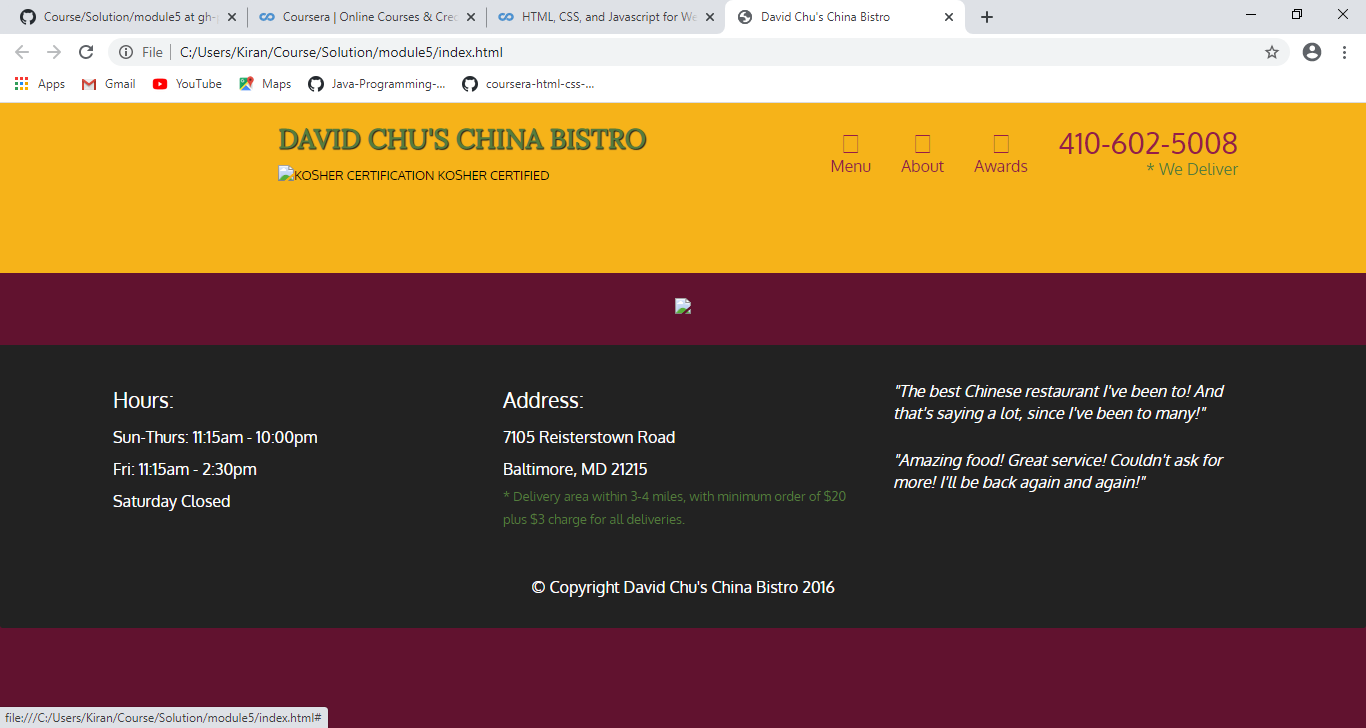 Course/Solution/module5 at gh-
Coursera | Online Courses & Cred
HTML, CSS, and Javascript for We
David Chu's China Bistro
File
C:/Users/Kiran/Course/Solution/module5/index.html
Apps
Gmail
YouTube
Maps
Java-Programming-...
coursera-html-css-...
DAVID CHU'S CHINA BISTRO
KOSHER CERTIFICATION KOSHER CERTIFIED
Menu
About
Awards
410-602-5008
* We Deliver
Hours:
Sun-Thurs: 11:15am - 10:00pm
Fri: 11:15am - 2:30pm
Saturday Closed
Address:
7105 Reisterstown Road
Baltimore, MD 21215
* Delivery area within 3-4 miles, with minimum order of $20
plus $3 charge for all deliveries.
"The best Chinese restaurant I've been to! And
that's saying a lot, since I've been to many!"
"Amazing food! Great service! Couldn't ask for
more! I'll be back again and again!"
© Copyright David Chu's China Bistro 2016
file:///C:/Users/Kiran/Course/Solution/module5/index.html#